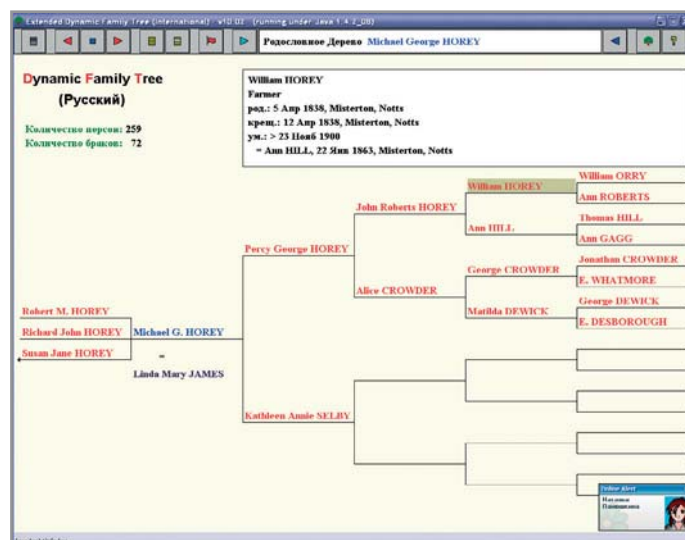 Extended Dynamic Family Tree (International) - v10.02 (running under Java 1.4.2_08)
Родословное Дерево Michael George HOREY
Dynamic Family Tree
(Русский)
Количество персон: 259
Количество браков: 72
William HOREY
Farmer
род.: 5 Апр 1838, Misterton, Notts
крещ.: 12 Апр 1838, Misterton, Notts
ум.: > 23 Нояб 1900
= Ann HILL, 22 Янв 1863, Misterton, Notts
William ORRY
William HOREY
Ann ROBERTS
John Roberts HOREY
Thomas HILL
Ann HILL
Ann GAGG
Percy George HOREY
Jonathan CROWDER
George CROWDER
E. WHATMORE
Alice CROWDER
George DEWICK
Matilda DEWICK
E. DESBOROUGH
Robert M. HOREY
Richard John HOREY
Michael G. HOREY
Susan Jane HOREY
=
Linda Mary JAMES
Kathleen Annie SELBY
Online Alert